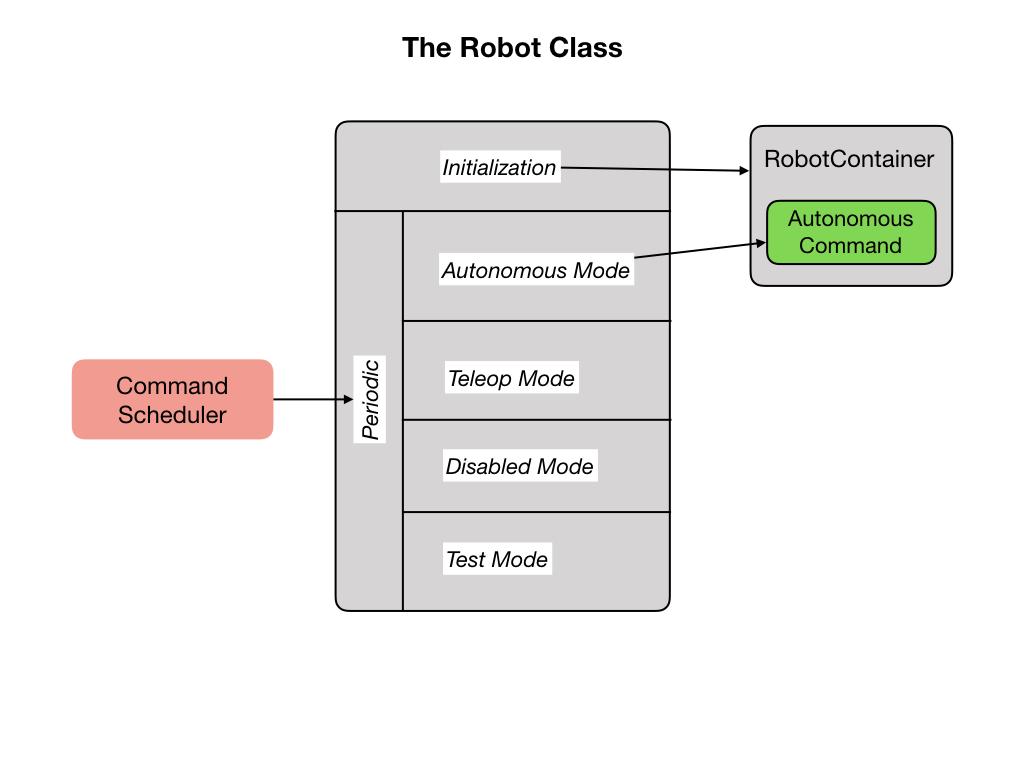 The Robot Class
Initialization
RobotContainer
Autonomous
Command
Autonomous Mode
Command
Scheduler
Periodic
Teleop Mode
Disabled Mode
Test Mode